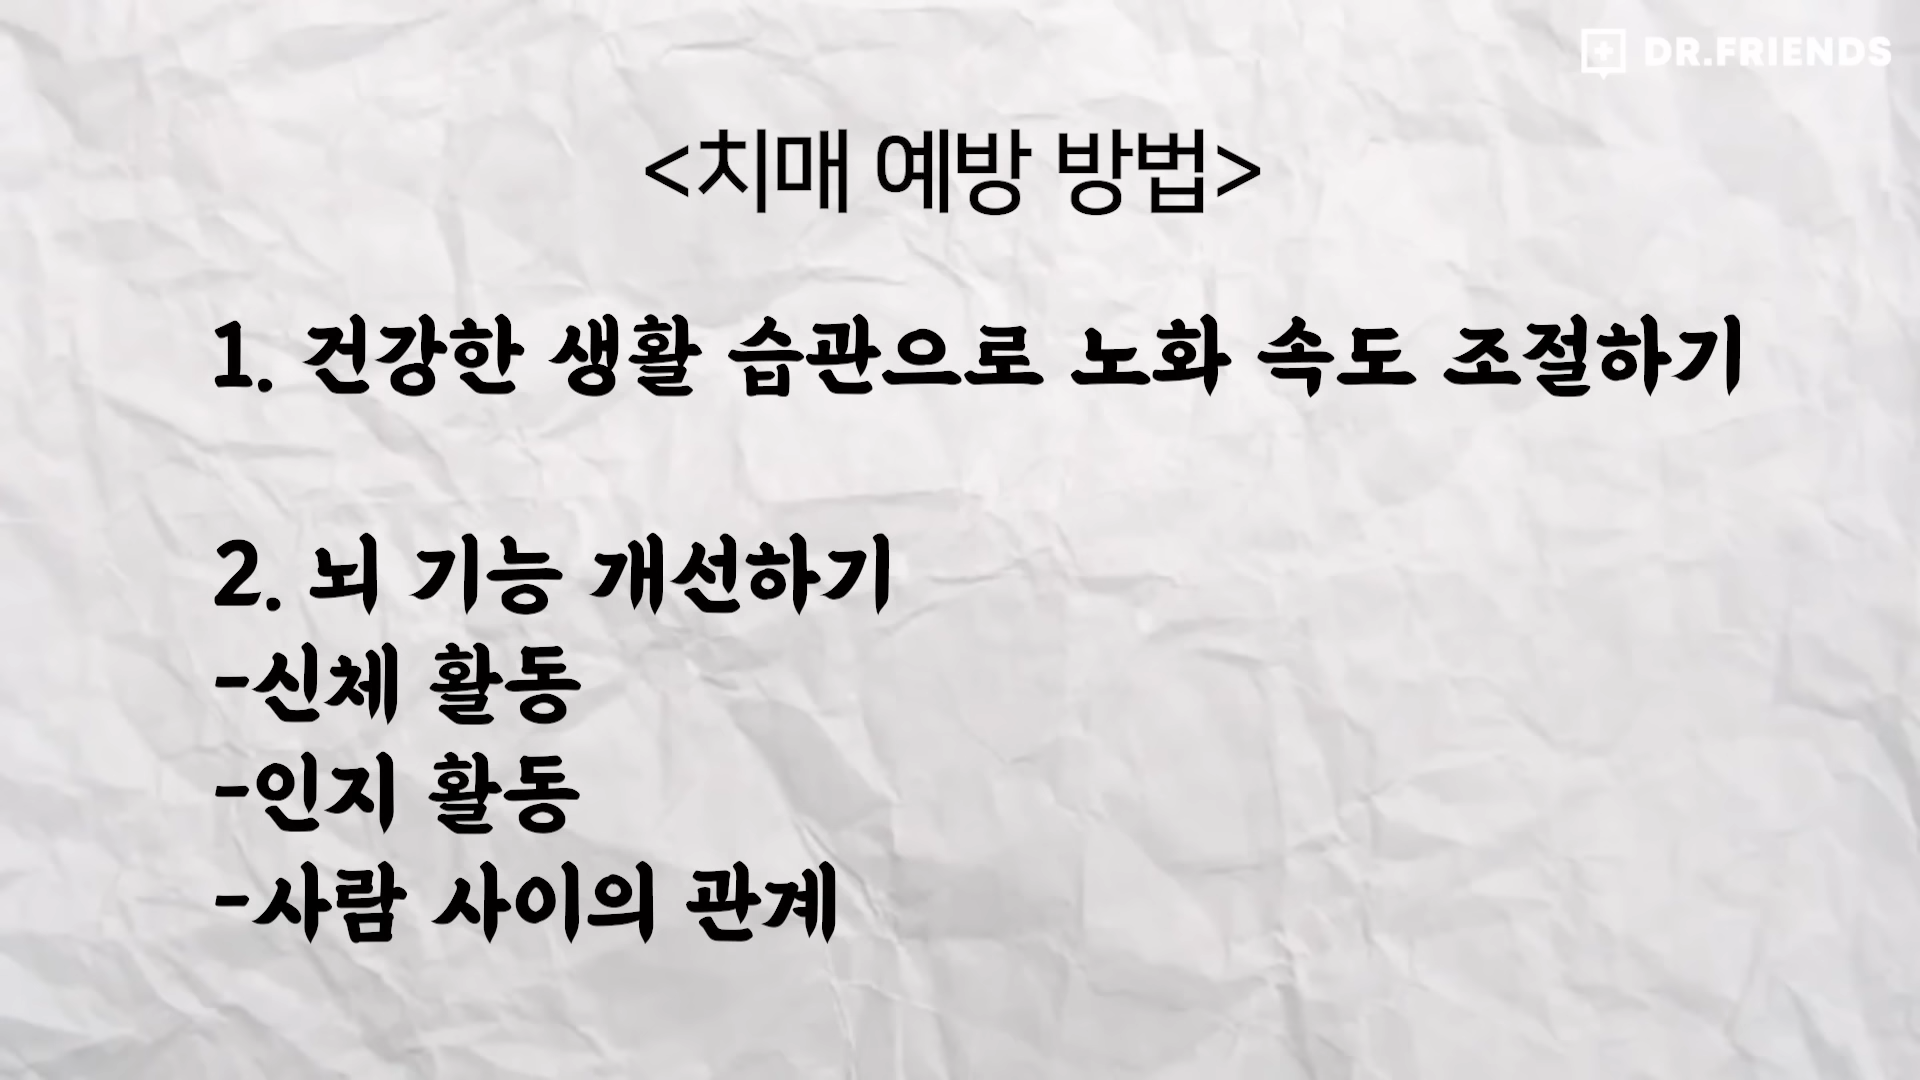 DR.FRIENDS
<치매 예방 방법>
1. 건강한 생활 습관으로 노화 속도 조절하기
2. 뇌 기능 개선하기
-신체 활동
-인지 활동
-사람 사이의 관계